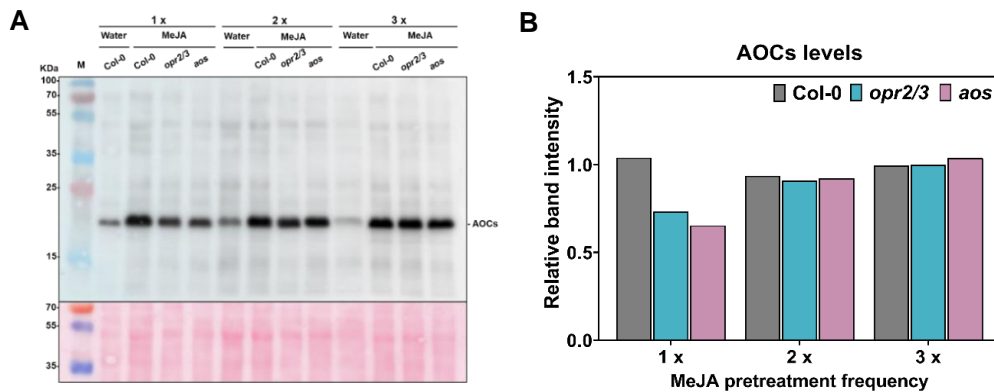 A
1 x 2 x 3 x
Water MeJA Water MeJA Water MeJA
KDa M Col-0 Col-0 opr2/3 aos Col-0 opr2/3 aos Col-0 opr2/3 aos
100-
70-
55-
35-
25-
- AOCs
15-
70-
55-
35-
B
AOCs levels
Col-0 opr2/3 aos
Relative band intensity
1.5
1.0
0.5
0.0
1 x 2 x 3 x
MeJA pretreatment frequency